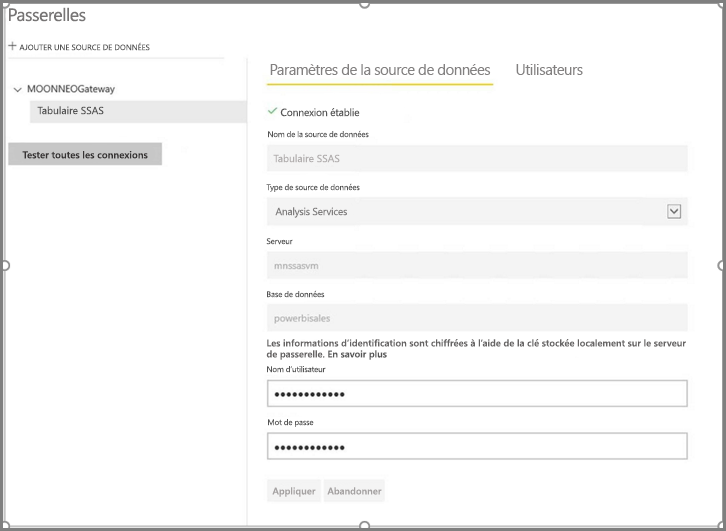 Passerelles
+ AJOUTER UNE SOURCE DE DONNÉES
MOONNEOGateway
Tabulaire SSAS
Tester toutes les connexions
Paramètres de la source de données
Utilisateurs
Connexion établie
Nom de la source de données
Tabulaire SSAS
Type de source de données
Analysis Services
Serveur
mnssasvm
Base de données
powerbisales
Les informations d'identification sont chiffrées à l'aide de la clé stockée localement sur le serveur
de passerelle. En savoir plus
Nom d'utilisateur
••••••••••••
Mot de passe
••••••••••••
Appliquer
Abandonner